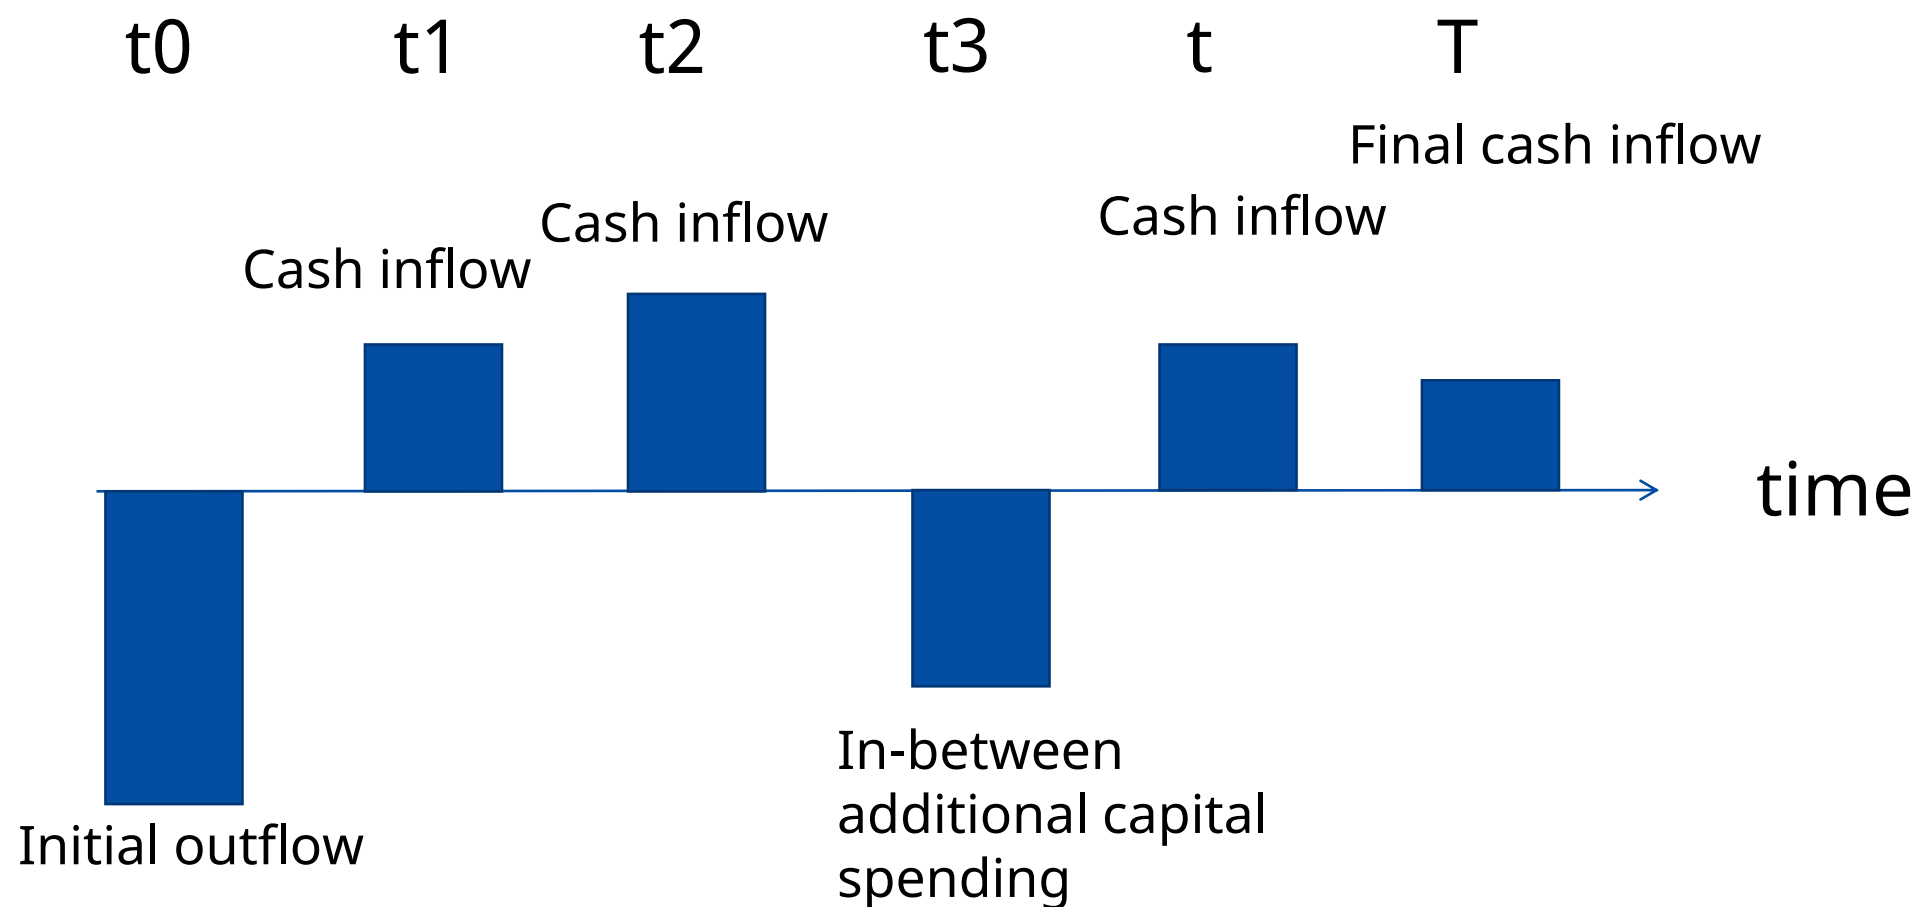 t0 t1 t2 t3 t T
Final cash inflow
Cash inflow
Cash inflow
Cash inflow
time
In-between
additional capital
spending
Initial outflow